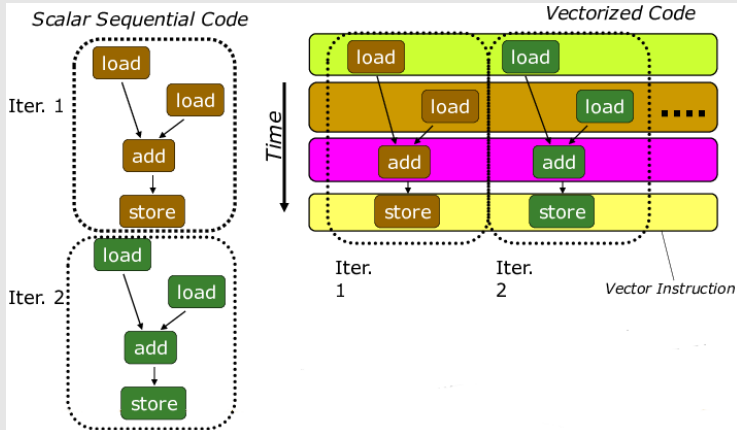 Scalar Sequential Code
load
load
Iter. 1
add
store
load
load
Iter. 2
add
store
Vectorized Code
load
load
load
load
.....
Time
add
add
store
store
Iter.
1
Iter.
2
Vector Instruction